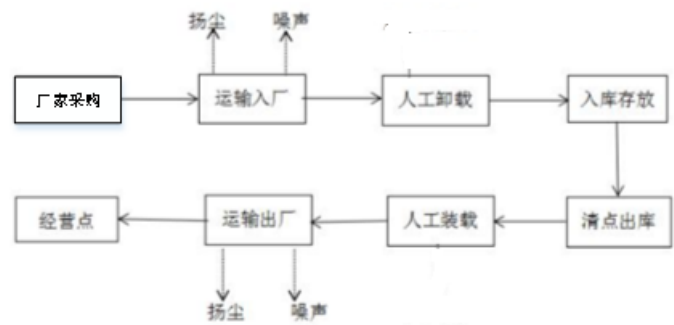 扬尘 噪声
厂家采购 运输入厂 人工卸载 入库存放
经营点 运输出厂 人工装载 清点出库
扬尘 噪声